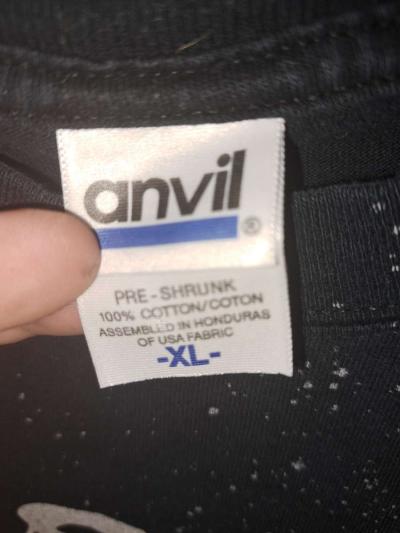 anvil®
PRE-SHRUNK
100% COTTON/COTON
ASSEMBLED IN HONDURAS
OF USA FABRIC
-XL-